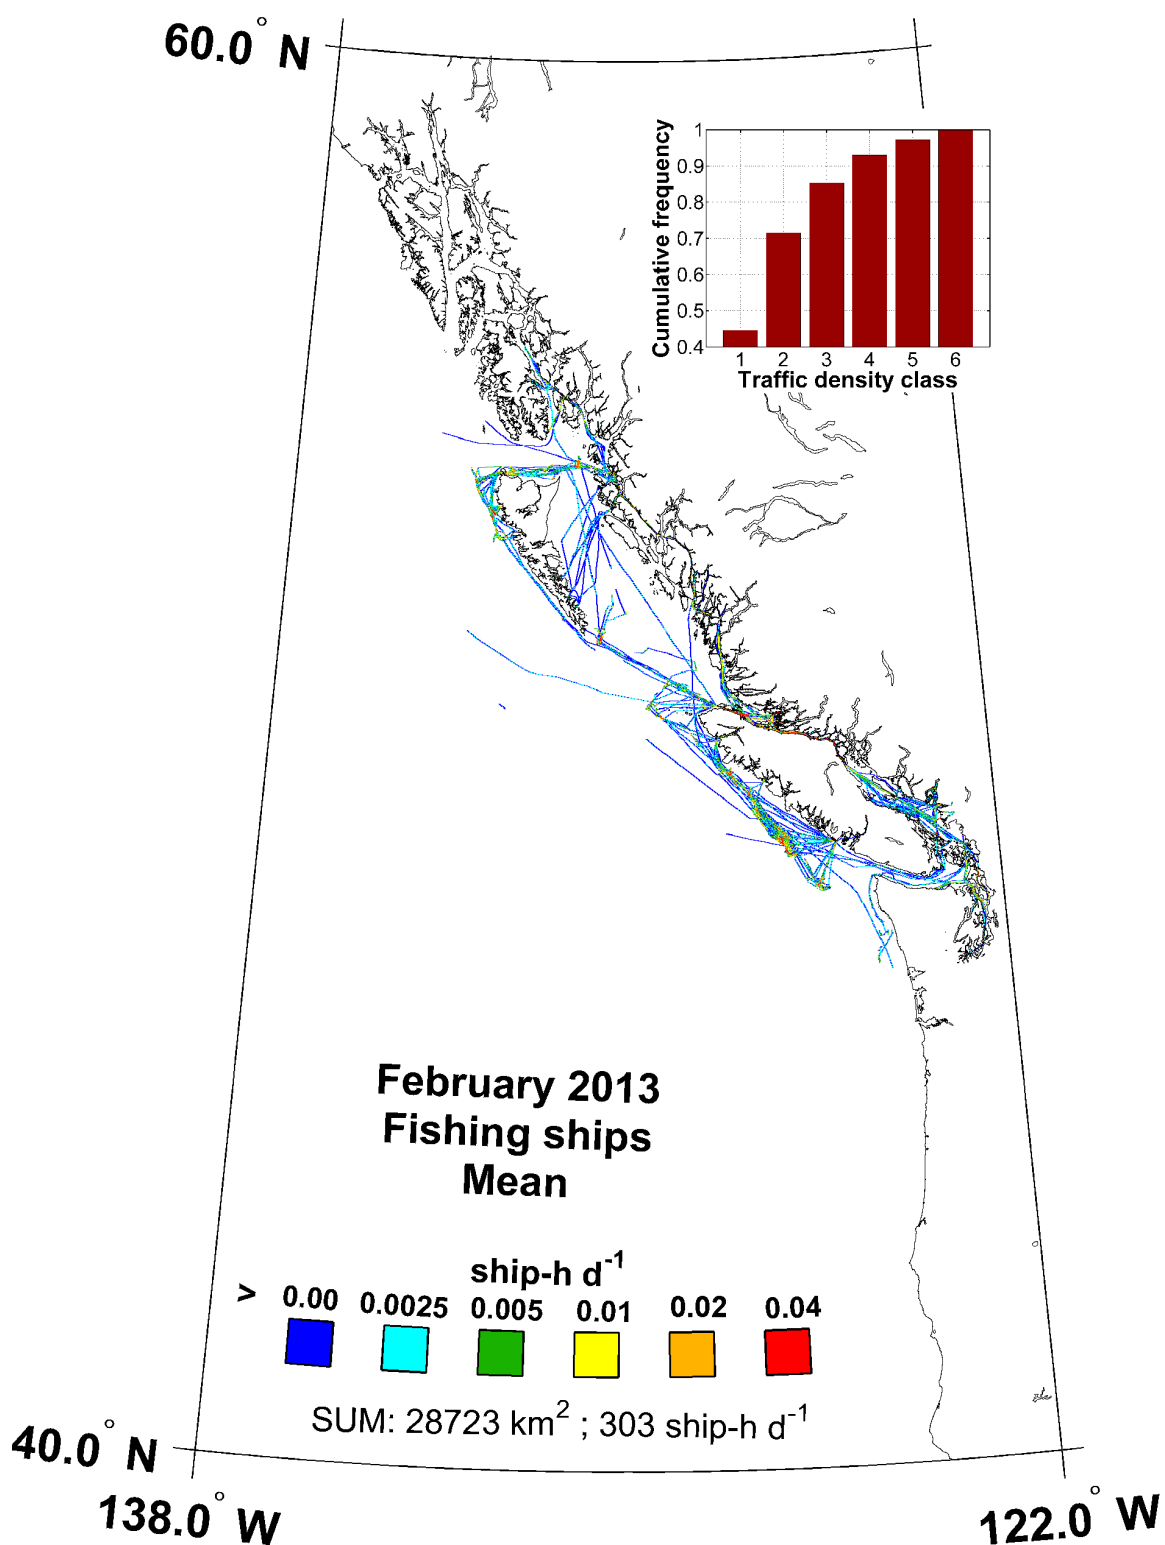 60.0° N
Cumulative frequency
1
0.9
0.8
0.7
0.6
0.5
0.4
1 2 3 4 5 6
Traffic density class
February 2013
Fishing ships
Mean
ship-h d⁻¹
> 0.00 0.0025 0.005 0.01 0.02 0.04
SUM: 28723 km² ; 303 ship-h d⁻¹
40.0° N
138.0° W
122.0° W